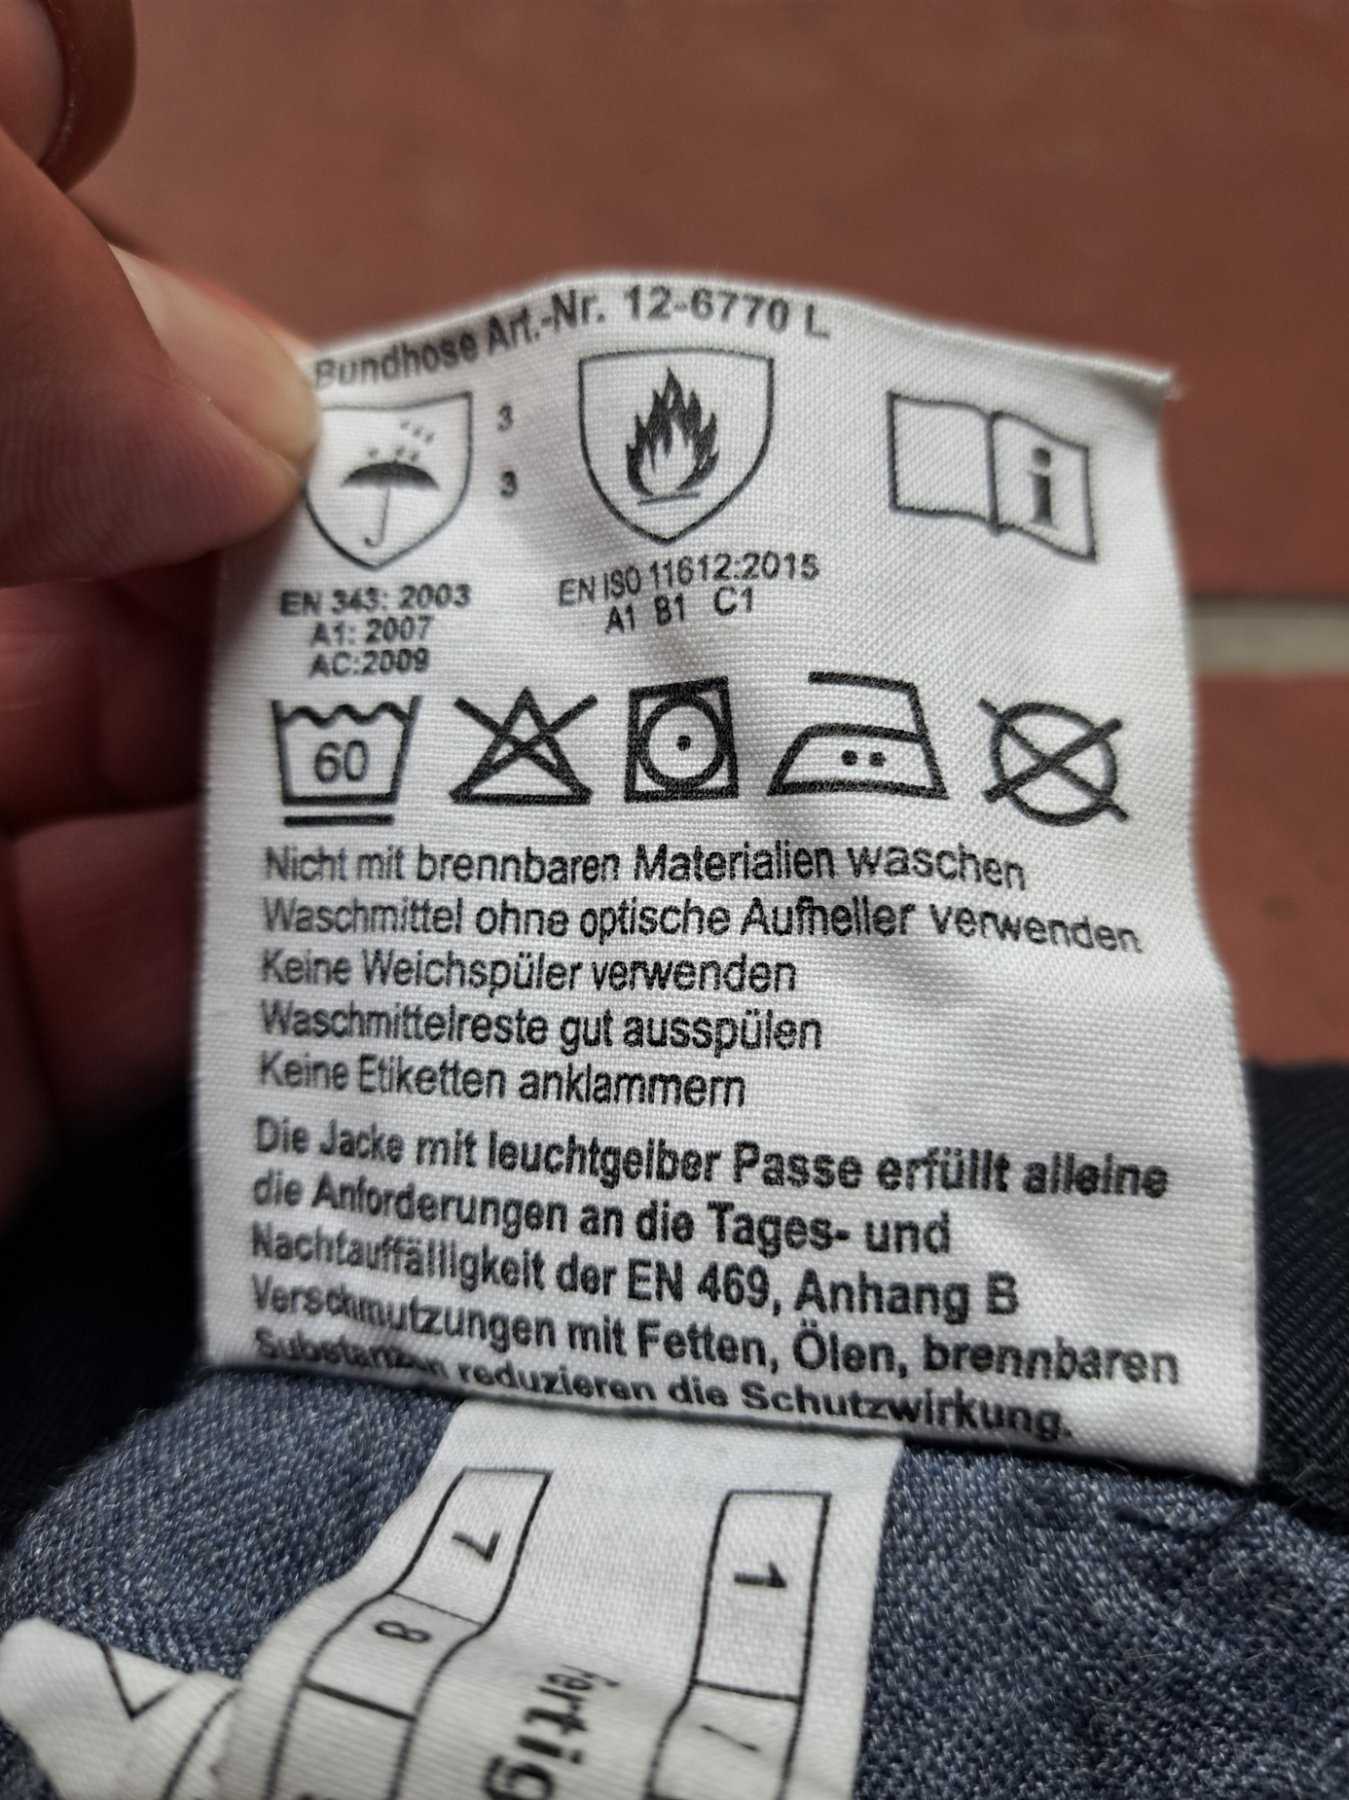 Bundhose Art.-Nr. 12-6770 L
3
3
i
EN 343: 2003
A1: 2007
AC:2009
EN ISO 11612:2015
A1 B1 C1
60
Nicht mit brennbaren Materialien waschen
Waschmittel ohne optische Aufheller verwenden
Keine Weichspüler verwenden
Waschmittelreste gut ausspülen
Keine Etiketten anklammern
Die Jacke mit leuchtgelber Passe erfüllt alleine
die Anforderungen an die Tages- und
Nachtauffälligkeit der EN 469, Anhang B
Verschmutzungen mit Fetten, Ölen, brennbaren
Substanzen reduzieren die Schutzwirkung.
7
8
1